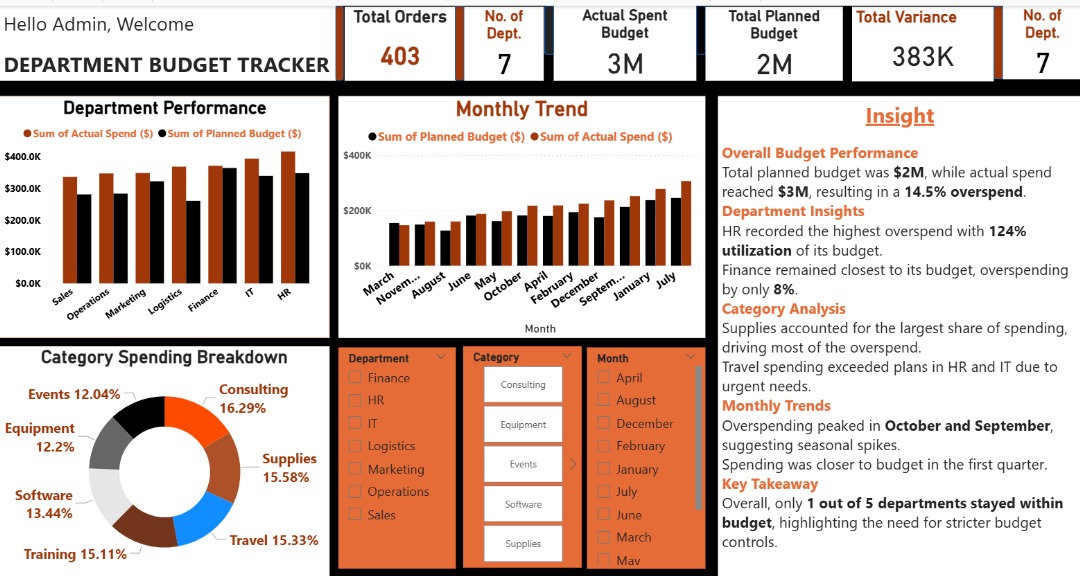 Hello Admin, Welcome
DEPARTMENT BUDGET TRACKER
Total Orders
403
No. of
Dept.
7
Actual Spent
Budget
3M
Total Planned
Budget
2M
Total Variance
383K
No. of
Dept.
7
Department Performance
Sum of Actual Spend ($) Sum of Planned Budget ($)
$400.0K
$300.0K
$200.0K
$100.0K
$0.0K
Sales
Operations
Marketing
Logistics
Finance
IT
HR
Monthly Trend
Sum of Planned Budget ($) Sum of Actual Spend ($)
$400K
$200K
$0K
March
Novem...
August
June
May
October
April
February
December
Septem...
January
July
Month
Category Spending Breakdown
Events 12.04%
Consulting
16.29%
Equipment
12.2%
Supplies
15.58%
Software
13.44%
Travel 15.33%
Training 15.11%
Department
Finance
HR
IT
Logistics
Marketing
Operations
Sales
Category
Consulting
Equipment
Events
Software
Supplies
Month
April
August
December
February
January
July
June
March
May
Insight
Overall Budget Performance
Total planned budget was $2M, while actual spend
reached $3M, resulting in a 14.5% overspend.
Department Insights
HR recorded the highest overspend with 124%
utilization of its budget.
Finance remained closest to its budget, overspending
by only 8%.
Category Analysis
Supplies accounted for the largest share of spending,
driving most of the overspend.
Travel spending exceeded plans in HR and IT due to
urgent needs.
Monthly Trends
Overspending peaked in October and September,
suggesting seasonal spikes.
Spending was closer to budget in the first quarter.
Key Takeaway
Overall, only 1 out of 5 departments stayed within
budget, highlighting the need for stricter budget
controls.